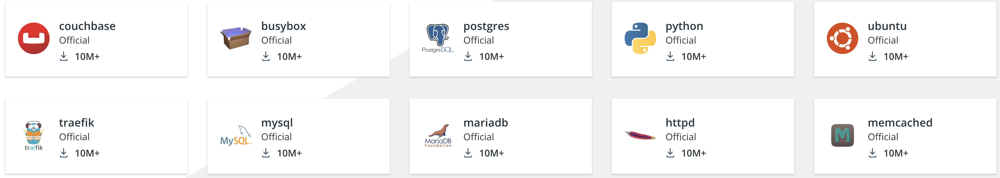 couchbase
Official
10M+
busybox
Official
10M+
PostgreSQL
postgres
Official
10M+
python
Official
10M+
ubuntu
Official
10M+
træfik
traefik
Official
10M+
MySQL™
mysql
Official
10M+
MariaDB
Foundation
mariadb
Official
10M+
httpd
Official
10M+
M
memcached
Official
10M+